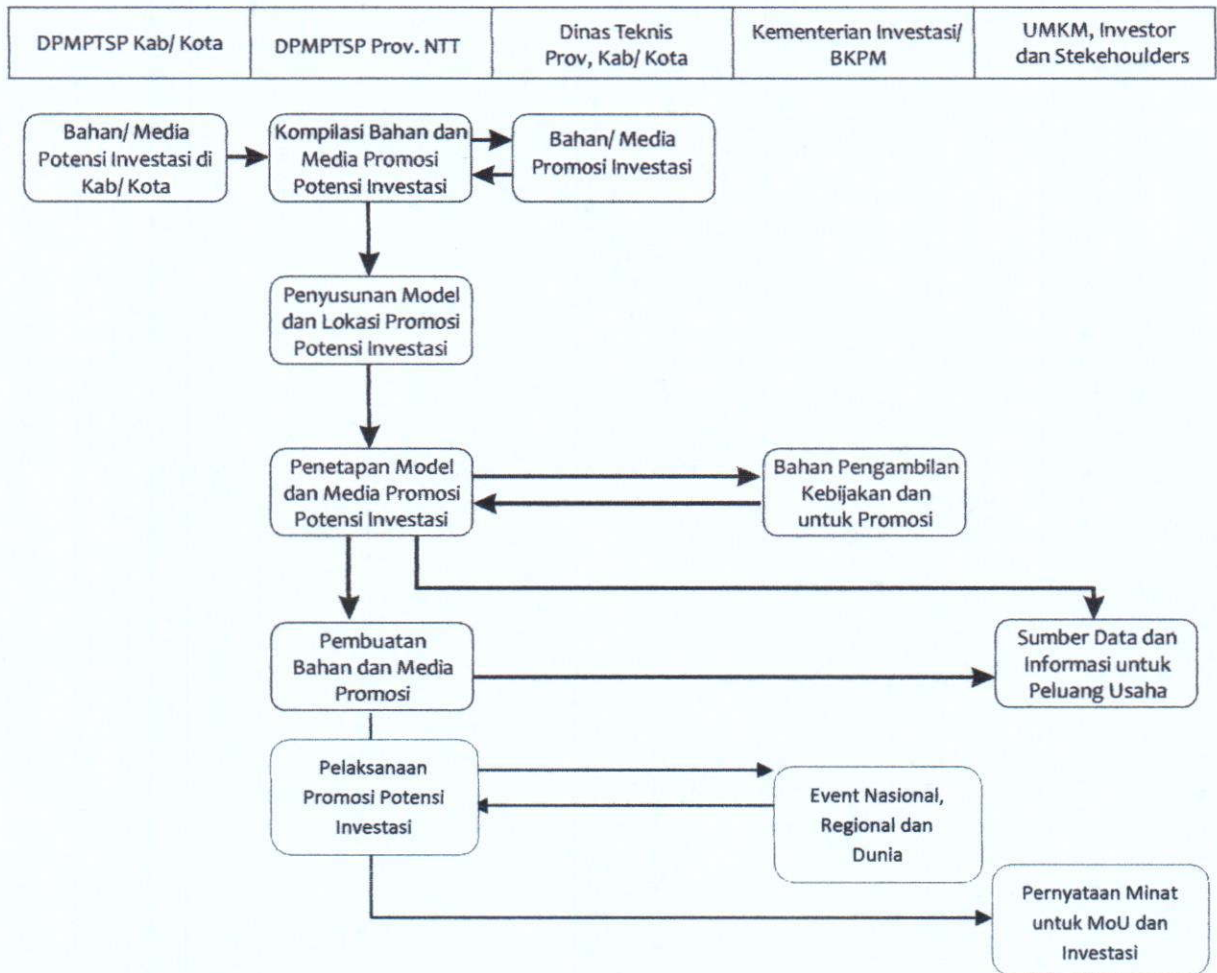 DPMPTSP Kab/ Kota
DPMPTSP Prov. NTT
Dinas Teknis
Prov, Kab/ Kota
Kementerian Investasi/
BKPM
UMKM, Investor
dan Stekehoulders
Bahan/ Media
Potensi Investasi di
Kab/ Kota
Kompilasi Bahan dan
Media Promosi
Potensi Investasi
Bahan/ Media
Promosi Investasi
Penyusunan Model
dan Lokasi Promosi
Potensi Investasi
Penetapan Model
dan Media Promosi
Potensi Investasi
Bahan Pengambilan
Kebijakan dan
untuk Promosi
Pembuatan
Bahan dan Media
Promosi
Sumber Data dan
Informasi untuk
Peluang Usaha
Pelaksanaan
Promosi Potensi
Investasi
Event Nasional,
Regional dan
Dunia
Pernyataan Minat
untuk MoU dan
Investasi